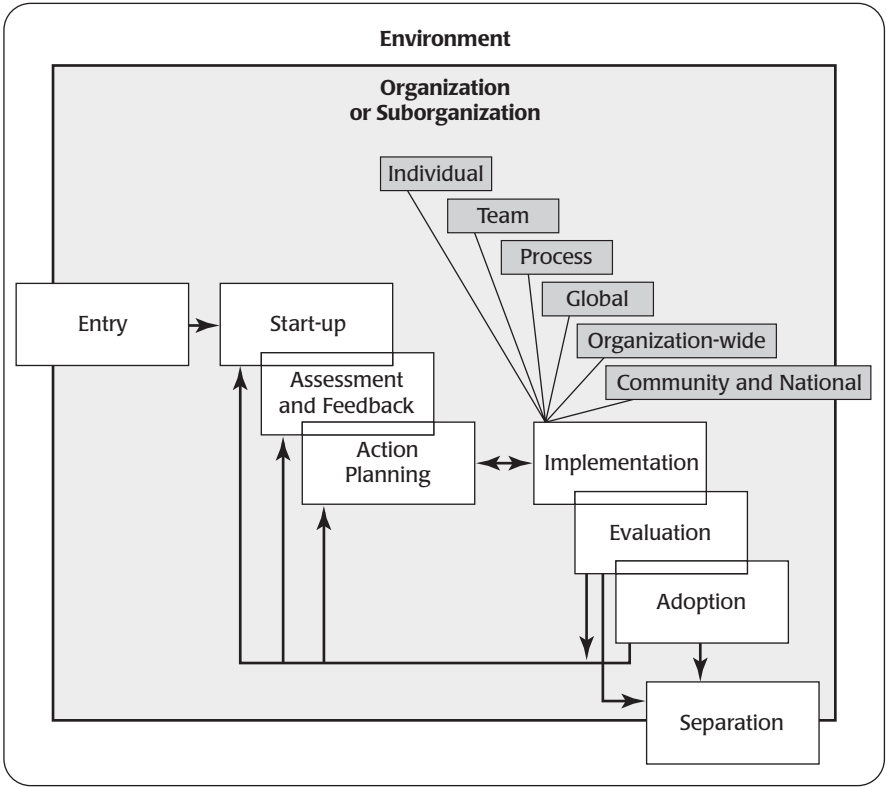 Environment
Organization
or Suborganization
Individual
Team
Process
Global
Organization-wide
Community and National
Entry
Start-up
Assessment
and Feedback
Action
Planning
Implementation
Evaluation
Adoption
Separation